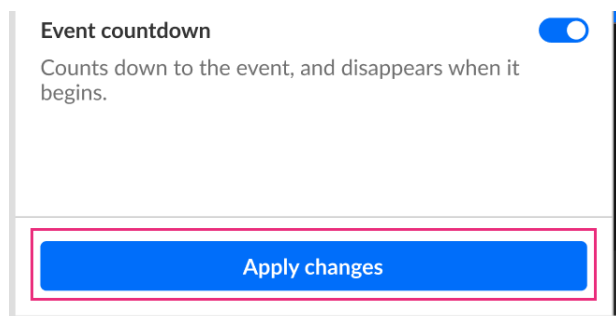 Event countdown
Counts down to the event, and disappears when it
begins.
Apply changes